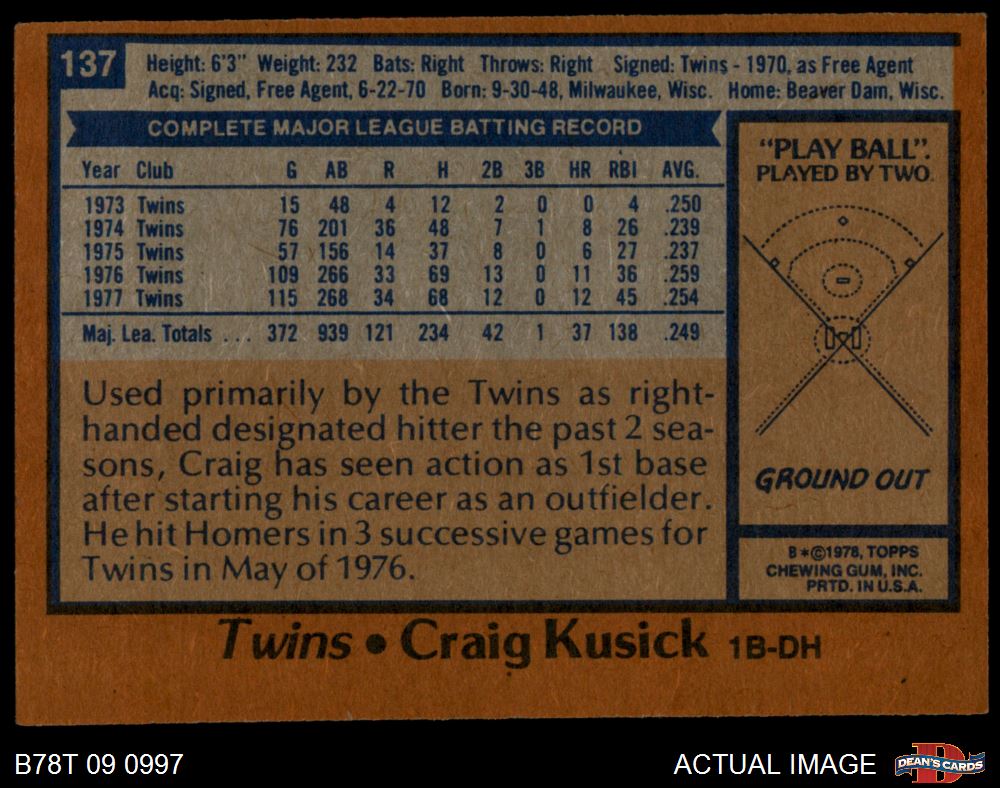 137
Height: 6'3" Weight: 232 Bats: Right Throws: Right Signed: Twins - 1970, as Free Agent
Acq: Signed, Free Agent, 6-22-70 Born: 9-30-48, Milwaukee, Wisc. Home: Beaver Dam, Wisc.
COMPLETE MAJOR LEAGUE BATTING RECORD
Year Club G AB R H 2B 3B HR RBI AVG.
1973 Twins 15 48 4 12 2 0 0 4 .250
1974 Twins 76 201 36 48 7 1 8 26 .239
1975 Twins 57 156 14 37 8 0 6 27 .237
1976 Twins 109 266 33 69 13 0 11 36 .259
1977 Twins 115 268 34 68 12 0 12 45 .254
Maj. Lea. Totals . . . 372 939 121 234 42 1 37 138 .249
Used primarily by the Twins as right-
handed designated hitter the past 2 sea-
sons, Craig has seen action as 1st base
after starting his career as an outfielder.
He hit Homers in 3 successive games for
Twins in May of 1976.
"PLAY BALL".
PLAYED BY TWO.
GROUND OUT
B*©1978, TOPPS
CHEWING GUM, INC.
PRTD. IN U.S.A.
Twins • Craig Kusick 1B-DH
B78T 09 0997
ACTUAL IMAGE
D
DEAN'S CARDS